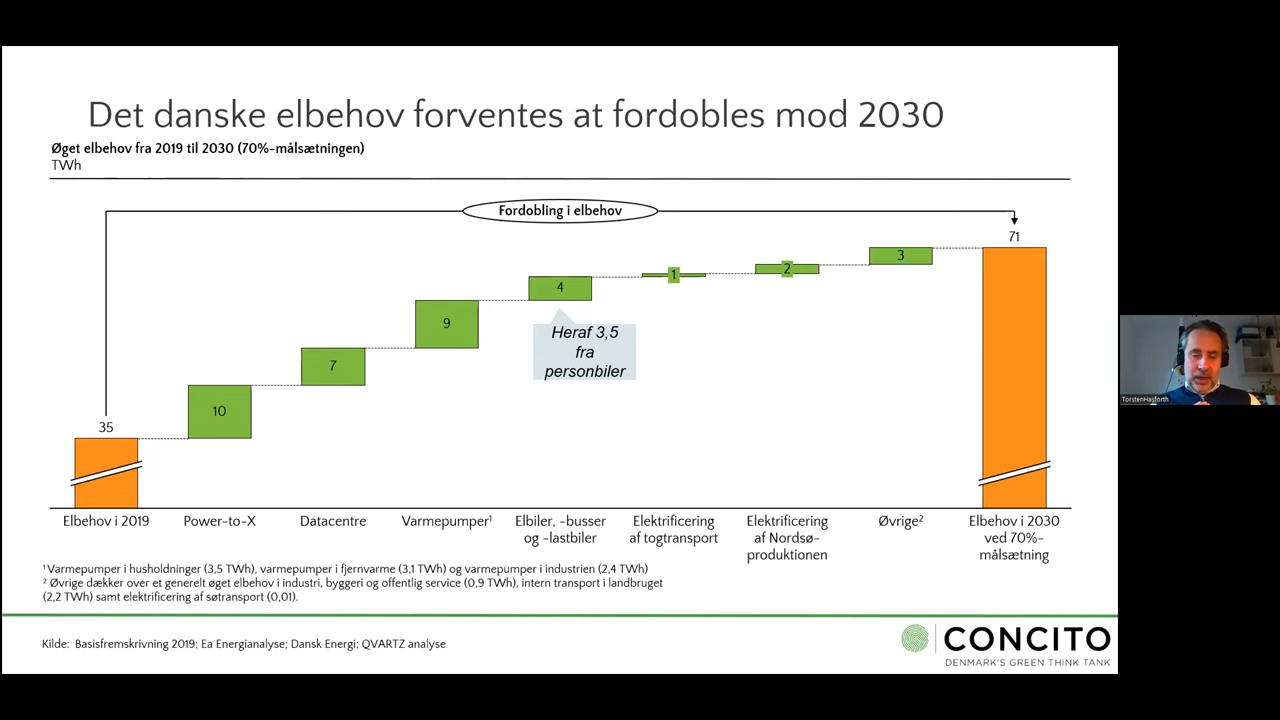 Det danske elbehov forventes at fordobles mod 2030
Øget elbehov fra 2019 til 2030 (70%-målsætningen)
TWh
Fordobling i elbehov
35
10
7
9
4
1
2
3
71
Heraf 3,5
fra
personbiler
Elbehov i 2019
Power-to-X
Datacentre
Varmepumper¹
Elbiler, -busser
og -lastbiler
Elektrificering
af togtransport
Elektrificering
af Nordsø-
produktionen
Øvrige²
Elbehov i 2030
ved 70%-
målsætning
¹ Varmepumper i husholdninger (3,5 TWh), varmepumper i fjernvarme (3,1 TWh) og varmepumper i industrien (2,4 TWh)
² Øvrige dækker over et generelt øget elbehov i industri, byggeri og offentlig service (0,9 TWh), intern transport i landbruget
(2,2 TWh) samt elektrificering af søtransport (0,01).
Kilde: Basisfremskrivning 2019; Ea Energianalyse; Dansk Energi; QVARTZ analyse
CONCITO
DENMARK'S GREEN THINK TANK
TorstenHasforth